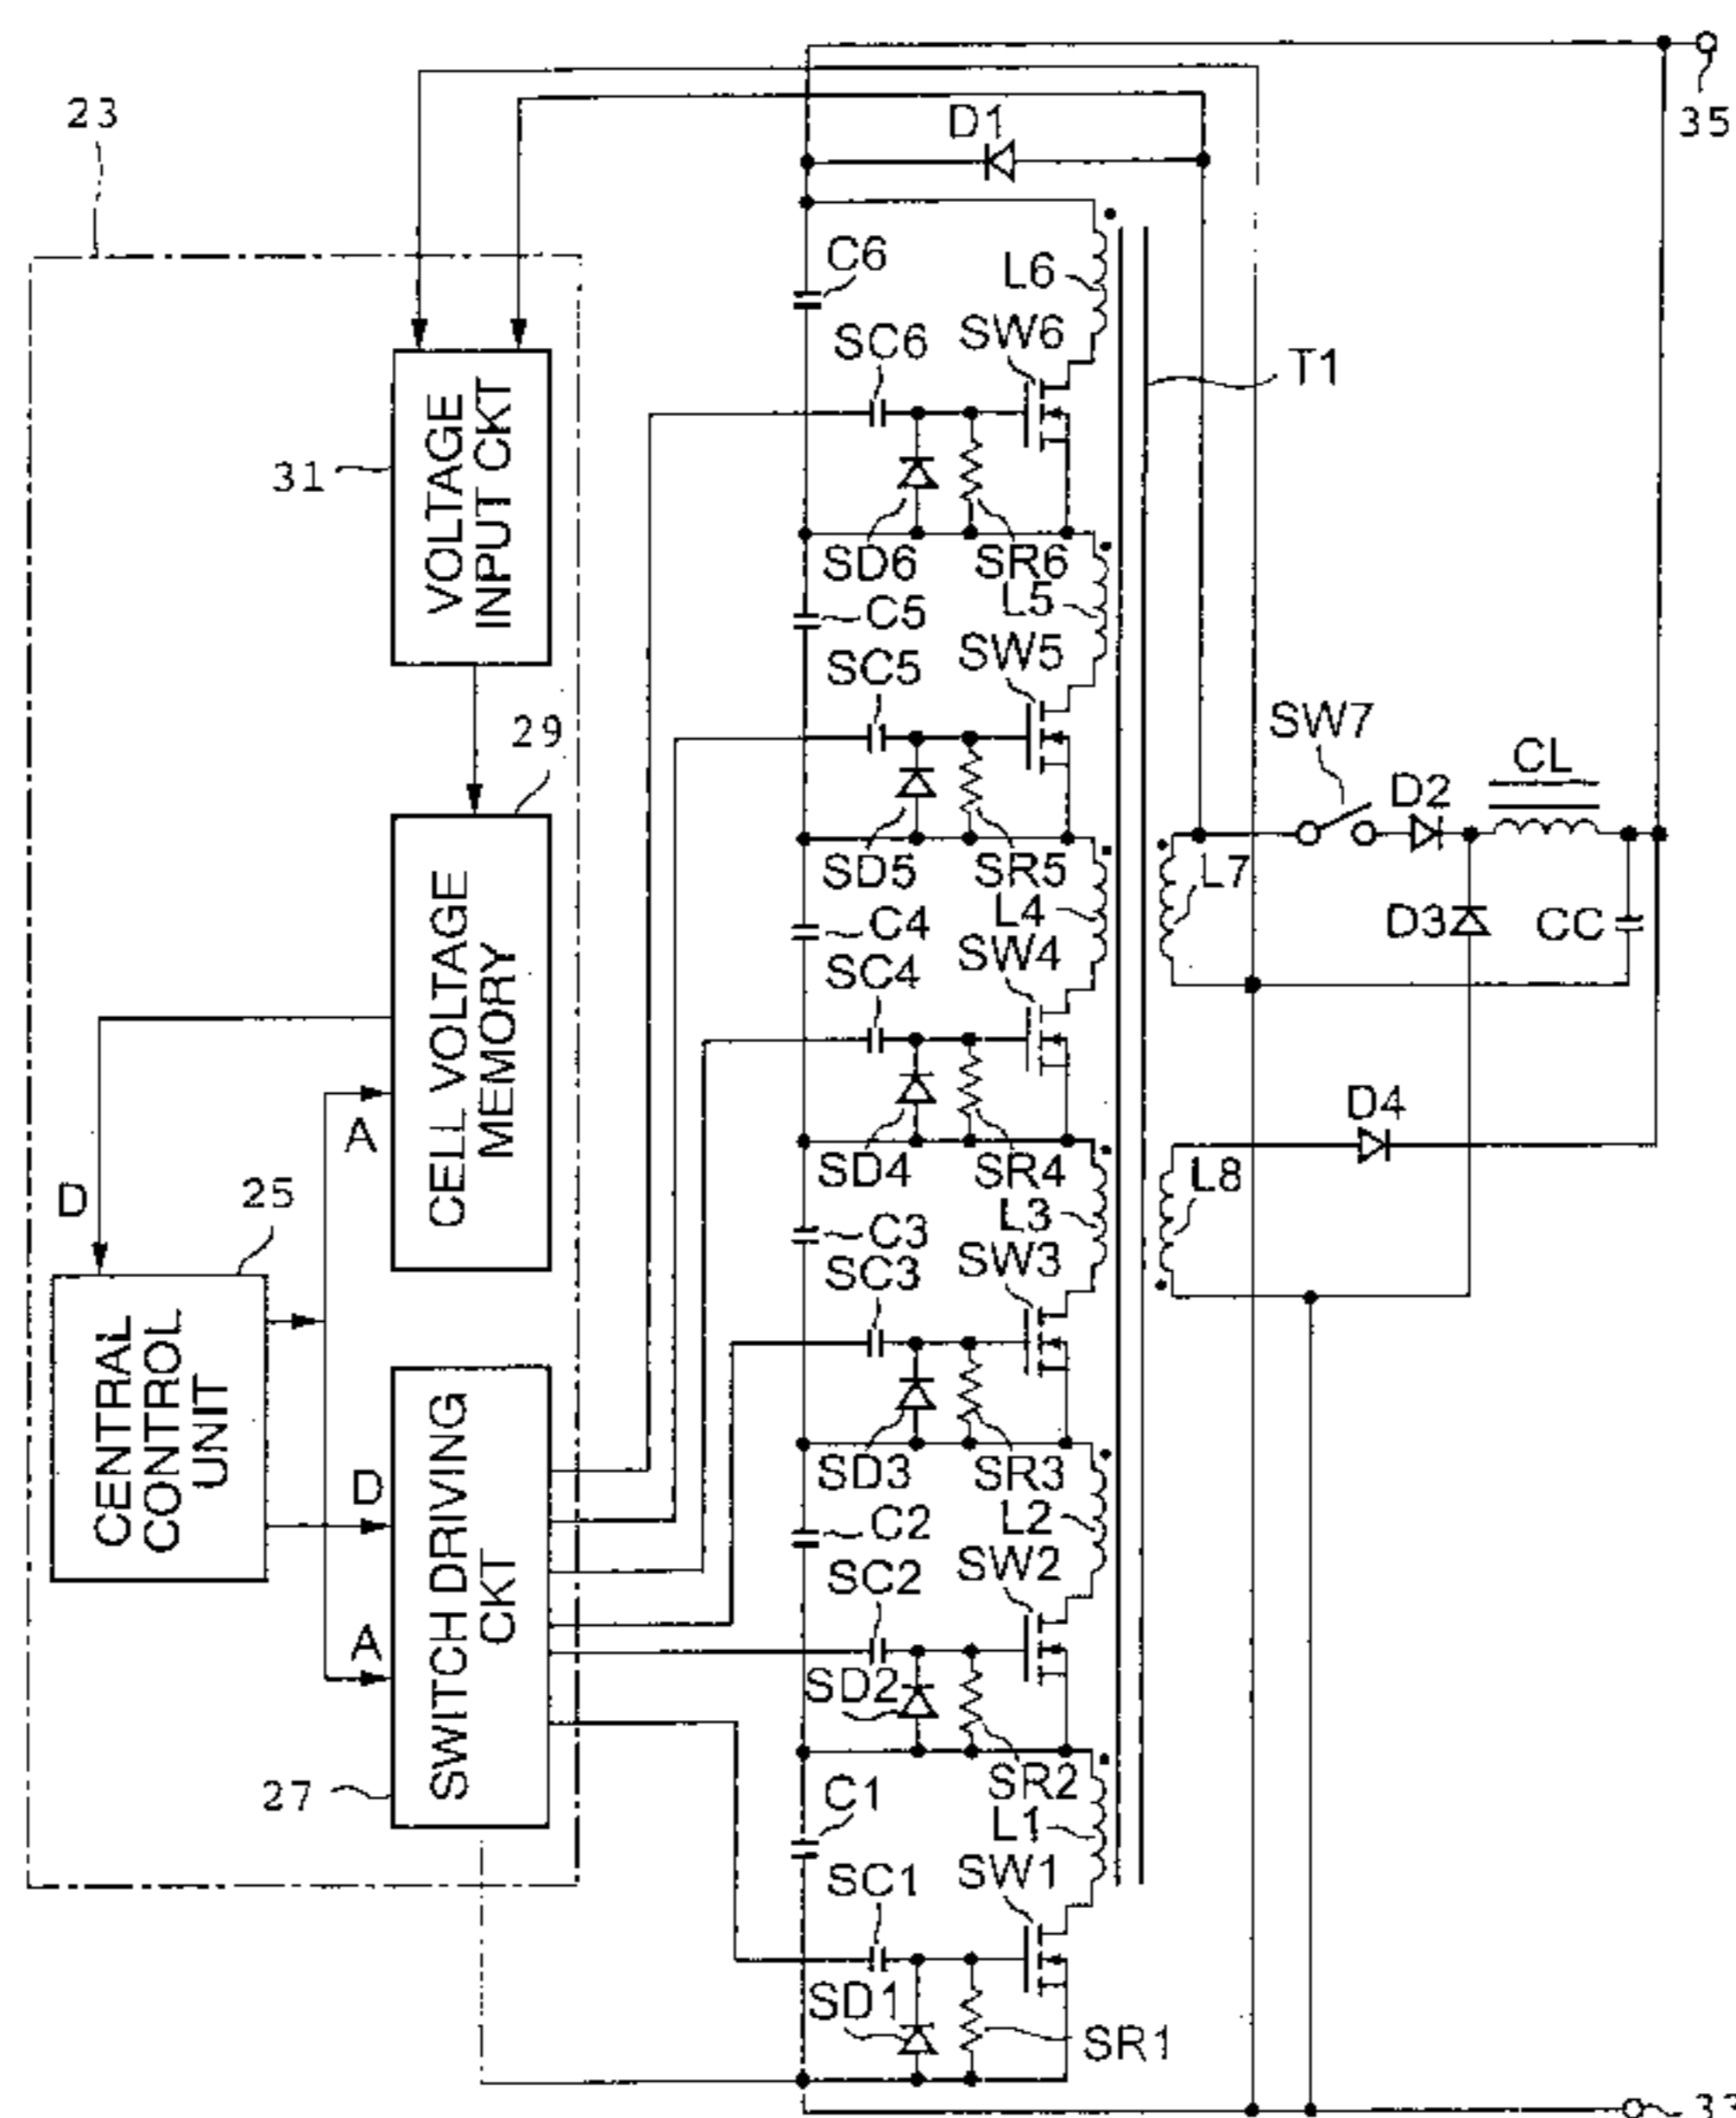 35
23
D1
C6
L6
SC6
SW6
T1
31
VOLTAGE
INPUT CKT
SD6
SR6
C5
L5
SC5
SW5
29
SW7
D2
CL
SD5
SR5
L7
C4
L4
D3
CC
SC4
SW4
CELL VOLTAGE
MEMORY
A
D4
SD4
SR4
L8
D
25
C3
L3
SC3
SW3
CENTRAL
CONTROL
UNIT
SD3
SR3
D
C2
L2
SC2
SW2
A
SWITCH DRIVING
CKT
SD2
SR2
27
C1
L1
SC1
SW1
SD1
SR1